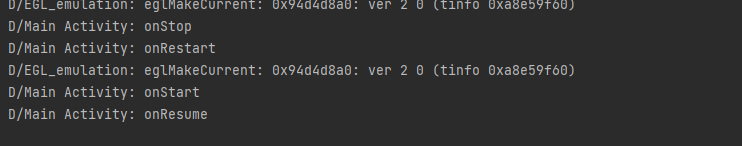 D/EGL_emulation: eglMakeCurrent: 0x94d4d8a0: ver 2 0 (tinfo 0xa8e59f60)
D/Main Activity: onStop
D/Main Activity: onRestart
D/EGL_emulation: eglMakeCurrent: 0x94d4d8a0: ver 2 0 (tinfo 0xa8e59f60)
D/Main Activity: onStart
D/Main Activity: onResume